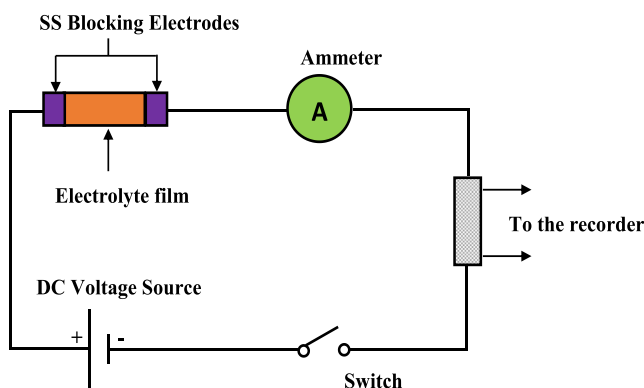 SS Blocking Electrodes
Ammeter
A
Electrolyte film
To the recorder
DC Voltage Source
+ -
Switch